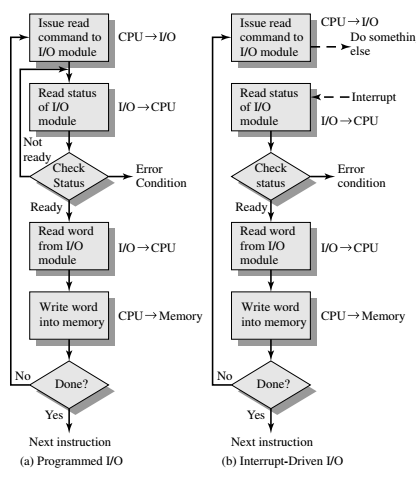 Issue read
command to
I/O module
CPU→I/O
Read status
of I/O
module
I/O→CPU
Not
ready
Check
Status
Error
Condition
Ready
Read word
from I/O
module
I/O→CPU
Write word
into memory
CPU→Memory
No
Done?
Yes
Next instruction
(a) Programmed I/O
Issue read
command to
I/O module
CPU→I/O
Do somethin
else
Read status
of I/O
module
Interrupt
I/O→CPU
Check
status
Error
condition
Ready
Read word
from I/O
module
I/O→CPU
Write word
into memory
CPU→Memory
No
Done?
Yes
Next instruction
(b) Interrupt-Driven I/O